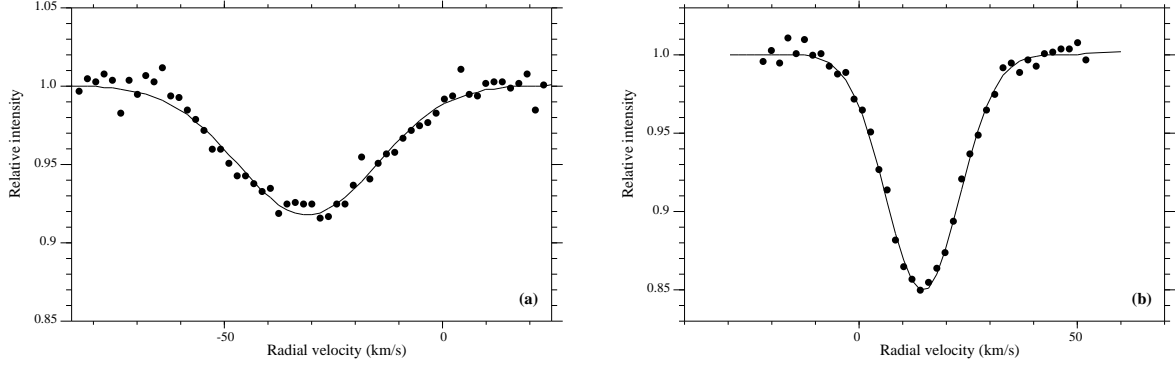 1.05
1.0
0.95
0.9
0.85
Relative intensity
-50
0
Radial velocity (km/s)
(a)
1.0
0.95
0.9
0.85
Relative intensity
0
50
Radial velocity (km/s)
(b)